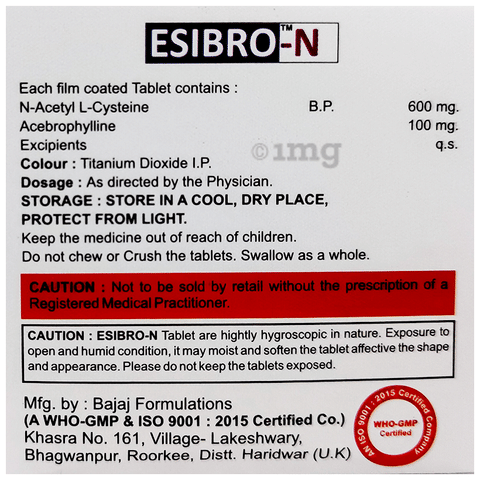 ESIBRO-N™
Each film coated Tablet contains :
N-Acetyl L-Cysteine B.P. 600 mg.
Acebrophylline 100 mg.
Excipients q.s.
©1mg
Colour : Titanium Dioxide I.P.
Dosage : As directed by the Physician.
STORAGE : STORE IN A COOL, DRY PLACE,
PROTECT FROM LIGHT.
Keep the medicine out of reach of children.
Do not chew or Crush the tablets. Swallow as a whole.
CAUTION : Not to be sold by retail without the prescription of a
Registered Medical Practitioner.
CAUTION : ESIBRO-N Tablet are hightly hygroscopic in nature. Exposure to
open and humid condition, it may moist and soften the tablet affective the shape
and appearance. Please do not keep the tablets exposed.
Mfg. by : Bajaj Formulations
(A WHO-GMP & ISO 9001 : 2015 Certified Co.)
Khasra No. 161, Village- Lakeshwary,
Bhagwanpur, Roorkee, Distt. Haridwar (U.K)
AN ISO 9001 : 2015 Certified Company
WHO-GMP
Certified